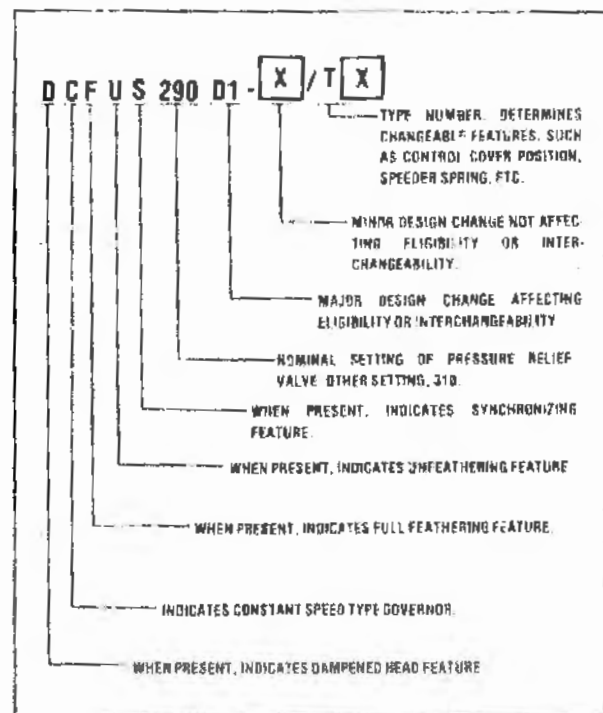 D C F U S 290 D1 - X / T X
TYPE NUMBER. DETERMINES
CHANGEABLE FEATURES, SUCH
AS CONTROL COVER POSITION,
SPEEDER SPRING, ETC.
MINOR DESIGN CHANGE NOT AFFEC-
TING ELIGIBILITY OR INTER-
CHANGEABILITY.
MAJOR DESIGN CHANGE AFFECTING
ELIGIBILITY OR INTERCHANGEABILITY
NOMINAL SETTING OF PRESSURE RELIEF
VALVE OTHER SETTING, 310.
WHEN PRESENT, INDICATES SYNCHRONIZING
FEATURE.
WHEN PRESENT, INDICATES UNFEATHERING FEATURE
WHEN PRESENT, INDICATES FULL FEATHERING FEATURE.
INDICATES CONSTANT SPEED TYPE GOVERNOR.
WHEN PRESENT, INDICATES DAMPENED HEAD FEATURE